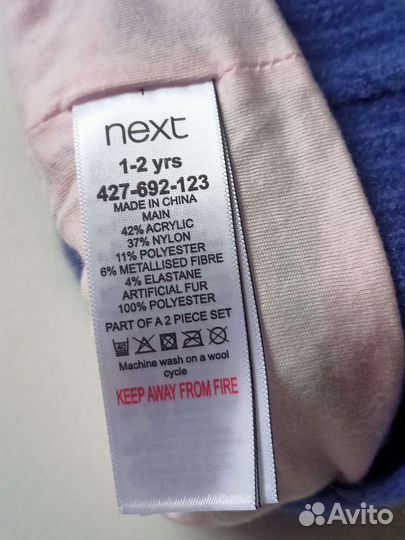 next
1-2 yrs
427-692-123
MADE IN CHINA
MAIN
42% ACRYLIC
37% NYLON
11% POLYESTER
6% METALLISED FIBRE
4% ELASTANE
ARTIFICIAL FUR
100% POLYESTER
PART OF A 2 PIECE SET
40
Machine wash on a wool
cycle
KEEP AWAY FROM FIRE
Avito